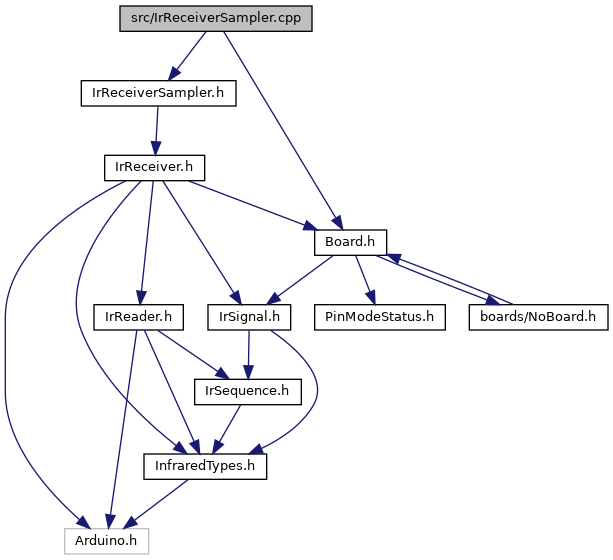 src/IrReceiverSampler.cpp
IrReceiverSampler.h
IrReceiver.h
Board.h
IrReader.h
IrSignal.h
PinModeStatus.h
boards/NoBoard.h
IrSequence.h
InfraredTypes.h
Arduino.h